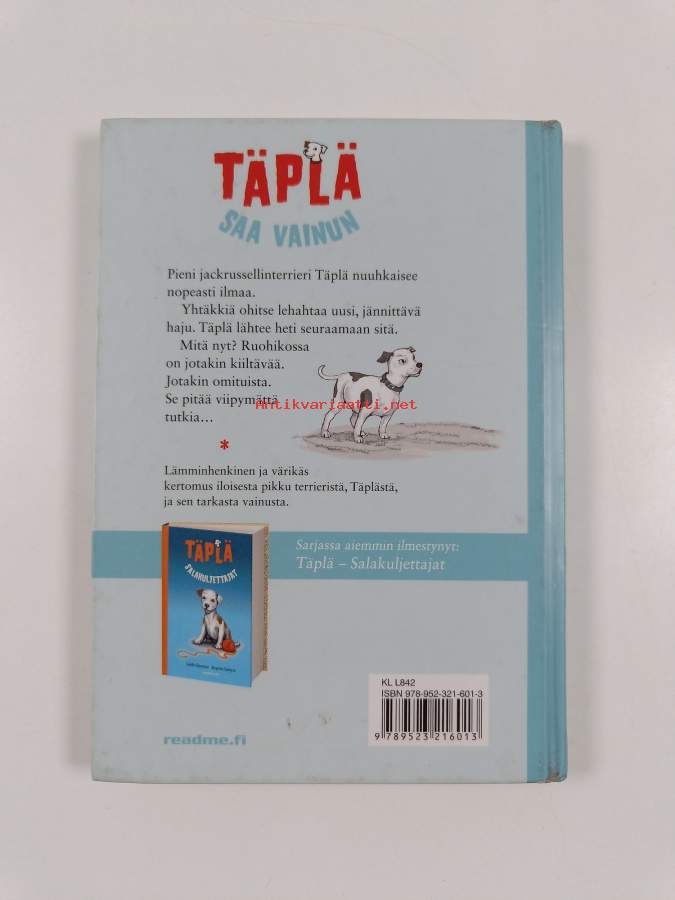 TÄPLÄ
SAA VAINUN
Pieni jackrussellinterrieri Täplä nuuhkaisee
nopeasti ilmaa.
Yhtäkkiä ohitse lehahtaa uusi, jännittävä
haju. Täplä lähtee heti seuraamaan sitä.
Mitä nyt? Ruohikossa
on jotakin kiiltävää.
Jotakin omituista.
Se pitää viipymättä
Antikvariaatti.net
tutkia…
*
Lämminhenkinen ja värikäs
kertomus iloisesta pikku terrieristä, Täplästä,
ja sen tarkasta vainusta.
Sarjassa aiemmin ilmestynyt:
Täplä – Salakuljettajat
TÄPLÄ
SALAKULJETTAJAT
KL L842
ISBN 978-952-321-601-3
9 789523 216013
readme.fi